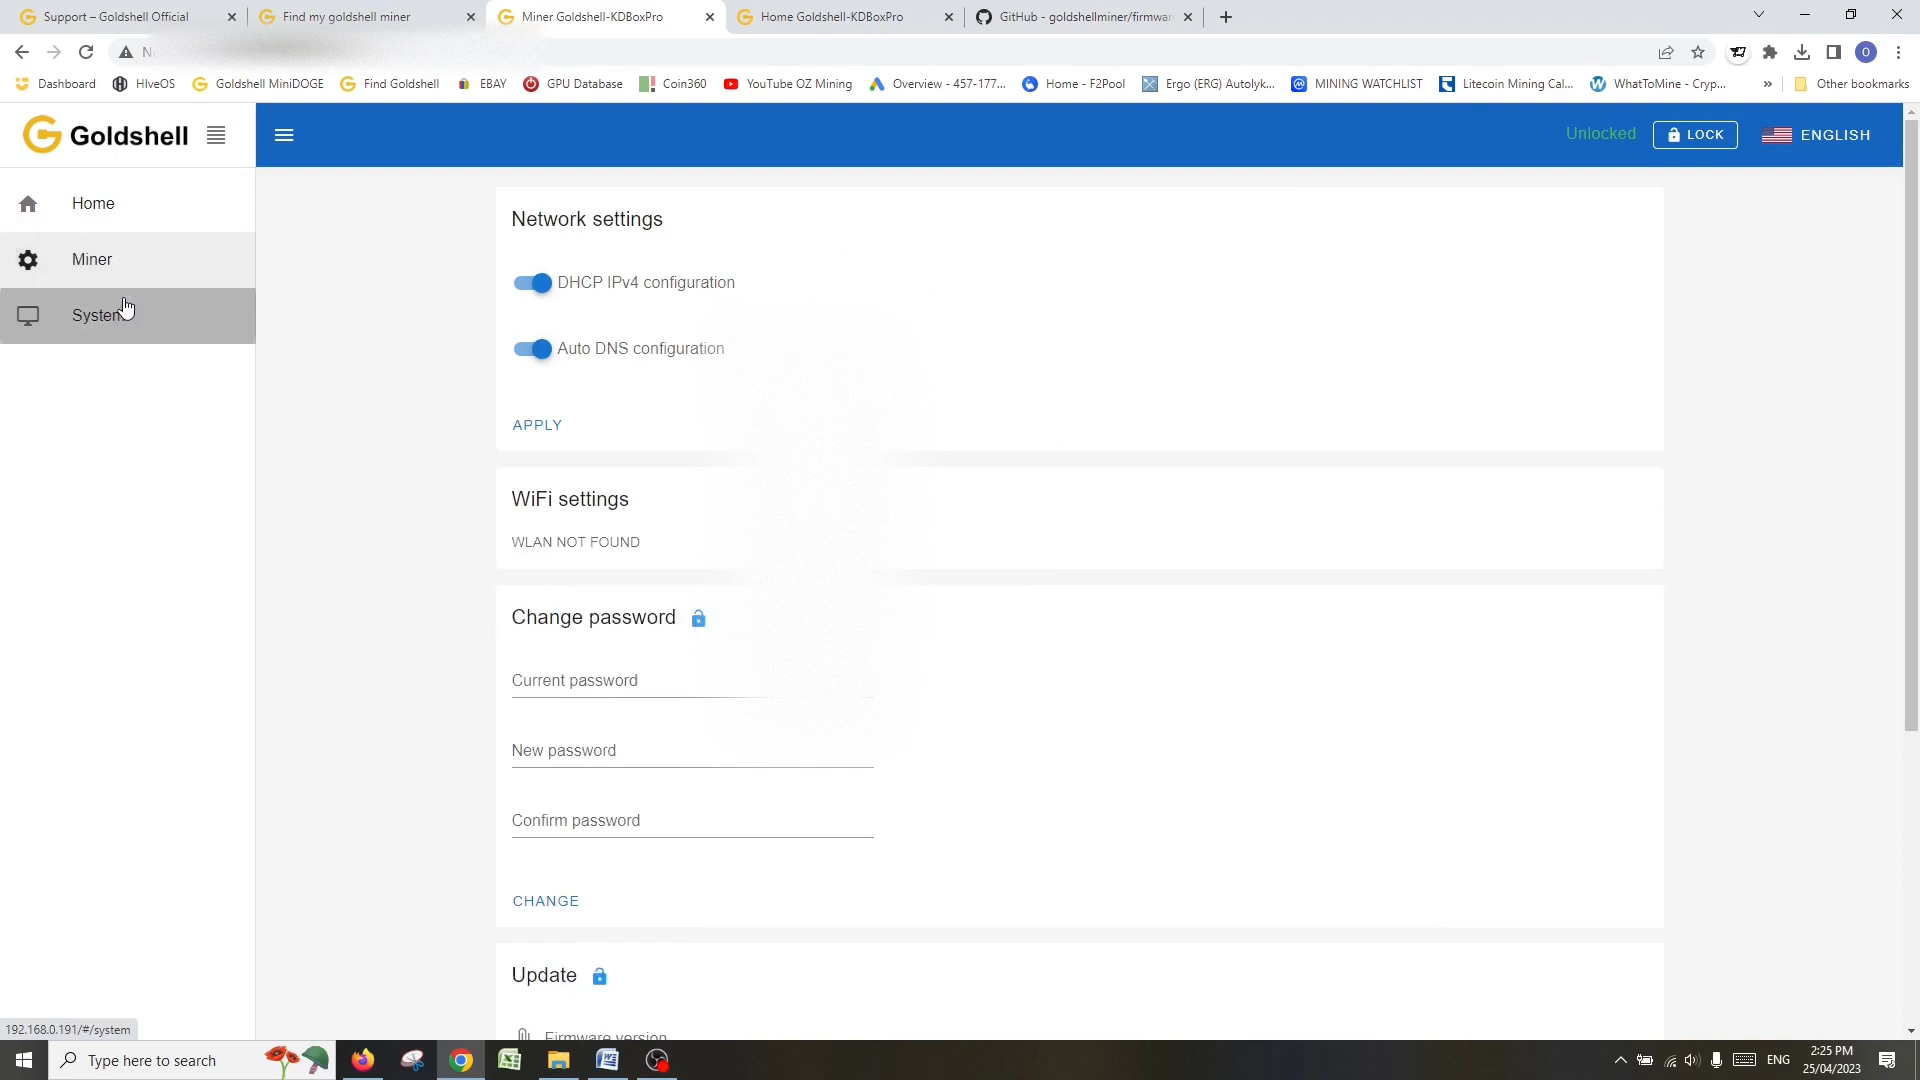 Support – Goldshell Official
Find my goldshell miner
Miner Goldshell-KDBoxPro
Home Goldshell-KDBoxPro
GitHub - goldshellminer/firmwar
Dashboard
HIveOS
Goldshell MiniDOGE
Find Goldshell
EBAY
GPU Database
Coin360
YouTube OZ Mining
Overview - 457-177...
Home - F2Pool
Ergo (ERG) Autolyk...
MINING WATCHLIST
Litecoin Mining Cal...
WhatToMine - Cryp...
»
Other bookmarks
Goldshell
Unlocked
LOCK
ENGLISH
Home
Miner
System
Network settings
DHCP IPv4 configuration
Auto DNS configuration
APPLY
WiFi settings
WLAN NOT FOUND
Change password
Current password
New password
Confirm password
CHANGE
Update
Firmware version
192.168.0.191/#/system
Type here to search
ENG
2:25 PM
25/04/2023